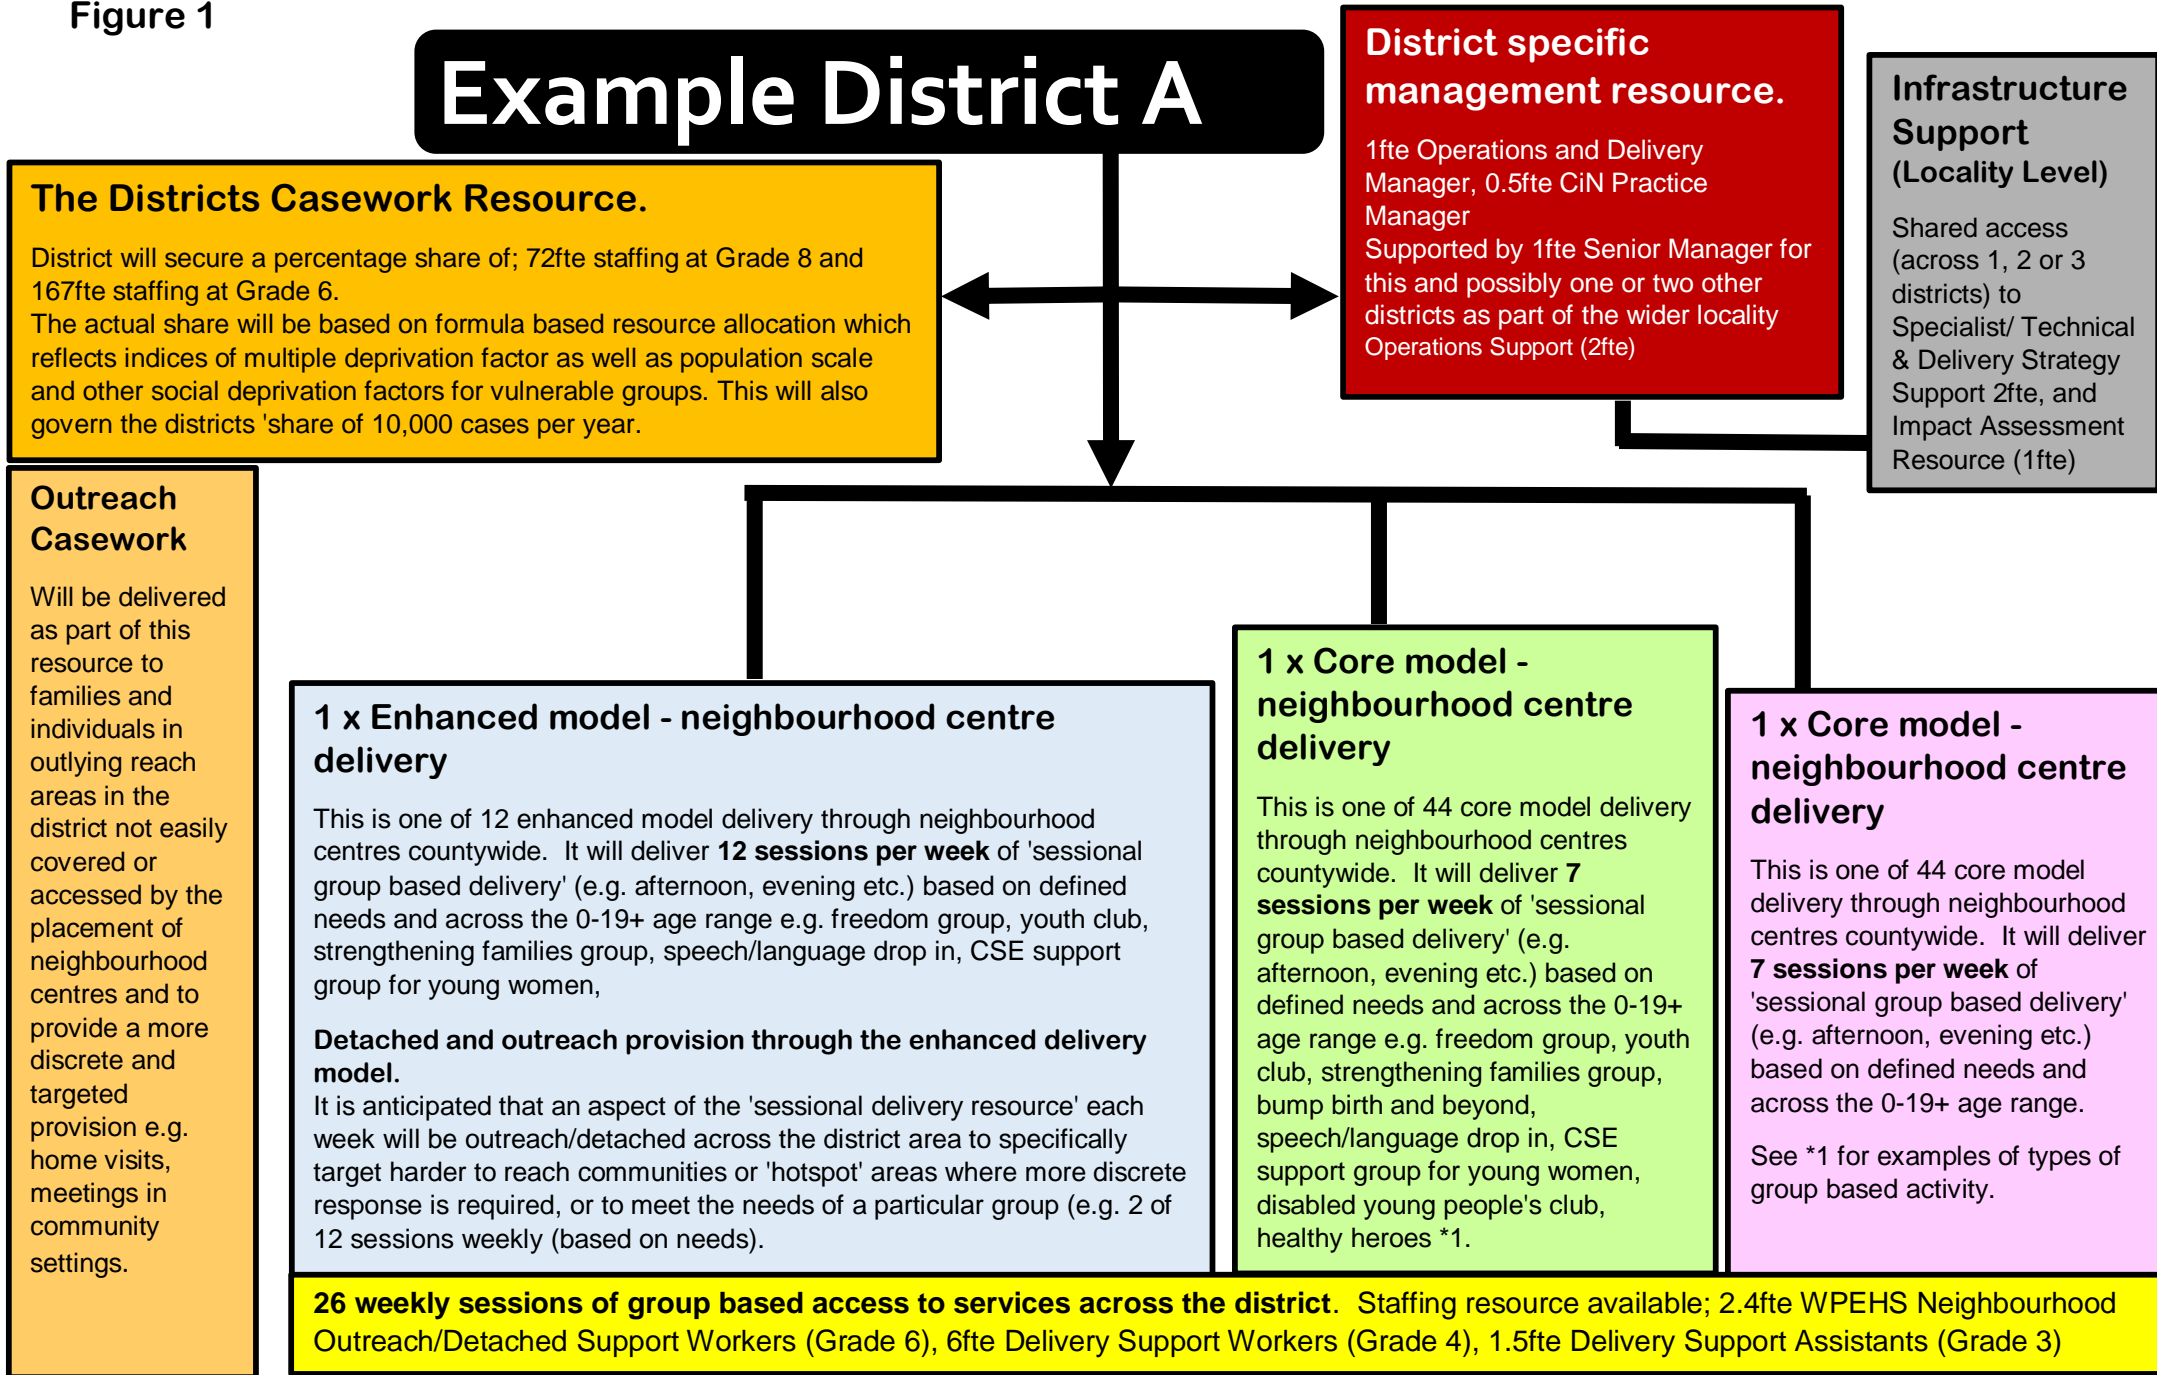 Figure 1
Example District A
District specific
management resource.
1fte Operations and Delivery
Manager, 0.5fte CiN Practice
Manager
Supported by 1fte Senior Manager for
this and possibly one or two other
districts as part of the wider locality
Operations Support (2fte)
Infrastructure
Support
(Locality Level)
Shared access
(across 1, 2 or 3
districts) to
Specialist/ Technical
& Delivery Strategy
Support 2fte, and
Impact Assessment
Resource (1fte)
The Districts Casework Resource.
District will secure a percentage share of; 72fte staffing at Grade 8 and
167fte staffing at Grade 6.
The actual share will be based on formula based resource allocation which
reflects indices of multiple deprivation factor as well as population scale
and other social deprivation factors for vulnerable groups. This will also
govern the districts 'share of 10,000 cases per year.
Outreach
Casework
Will be delivered
as part of this
resource to
families and
individuals in
outlying reach
areas in the
district not easily
covered or
accessed by the
placement of
neighbourhood
centres and to
provide a more
discrete and
targeted
provision e.g.
home visits,
meetings in
community
settings.
1 x Enhanced model - neighbourhood centre
delivery
This is one of 12 enhanced model delivery through neighbourhood
centres countywide.  It will deliver 12 sessions per week of 'sessional
group based delivery' (e.g. afternoon, evening etc.) based on defined
needs and across the 0-19+ age range e.g. freedom group, youth club,
strengthening families group, speech/language drop in, CSE support
group for young women,
Detached and outreach provision through the enhanced delivery
model.
It is anticipated that an aspect of the 'sessional delivery resource' each
week will be outreach/detached across the district area to specifically
target harder to reach communities or 'hotspot' areas where more discrete
response is required, or to meet the needs of a particular group (e.g. 2 of
12 sessions weekly (based on needs).
1 x Core model -
neighbourhood centre
delivery
This is one of 44 core model delivery
through neighbourhood centres
countywide.  It will deliver 7
sessions per week of 'sessional
group based delivery' (e.g.
afternoon, evening etc.) based on
defined needs and across the 0-19+
age range e.g. freedom group, youth
club, strengthening families group,
bump birth and beyond,
speech/language drop in, CSE
support group for young women,
disabled young people's club,
healthy heroes *1.
1 x Core model -
neighbourhood centre
delivery
This is one of 44 core model
delivery through neighbourhood
centres countywide.  It will deliver
7 sessions per week of
'sessional group based delivery'
(e.g. afternoon, evening etc.)
based on defined needs and
across the 0-19+ age range.
See *1 for examples of types of
group based activity.
26 weekly sessions of group based access to services across the district.  Staffing resource available; 2.4fte WPEHS Neighbourhood
Outreach/Detached Support Workers (Grade 6), 6fte Delivery Support Workers (Grade 4), 1.5fte Delivery Support Assistants (Grade 3)